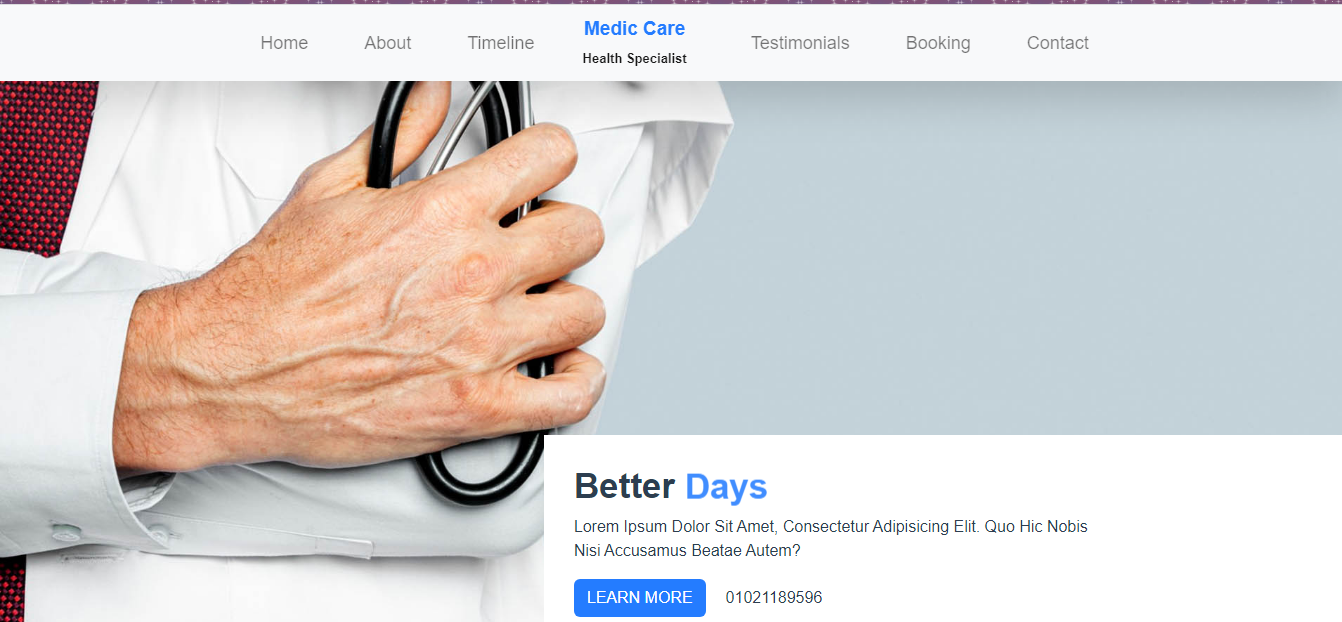 Home
About
Timeline
Medic Care
Health Specialist
Testimonials
Booking
Contact
Better Days
Lorem Ipsum Dolor Sit Amet, Consectetur Adipisicing Elit. Quo Hic Nobis
Nisi Accusamus Beatae Autem?
LEARN MORE
01021189596